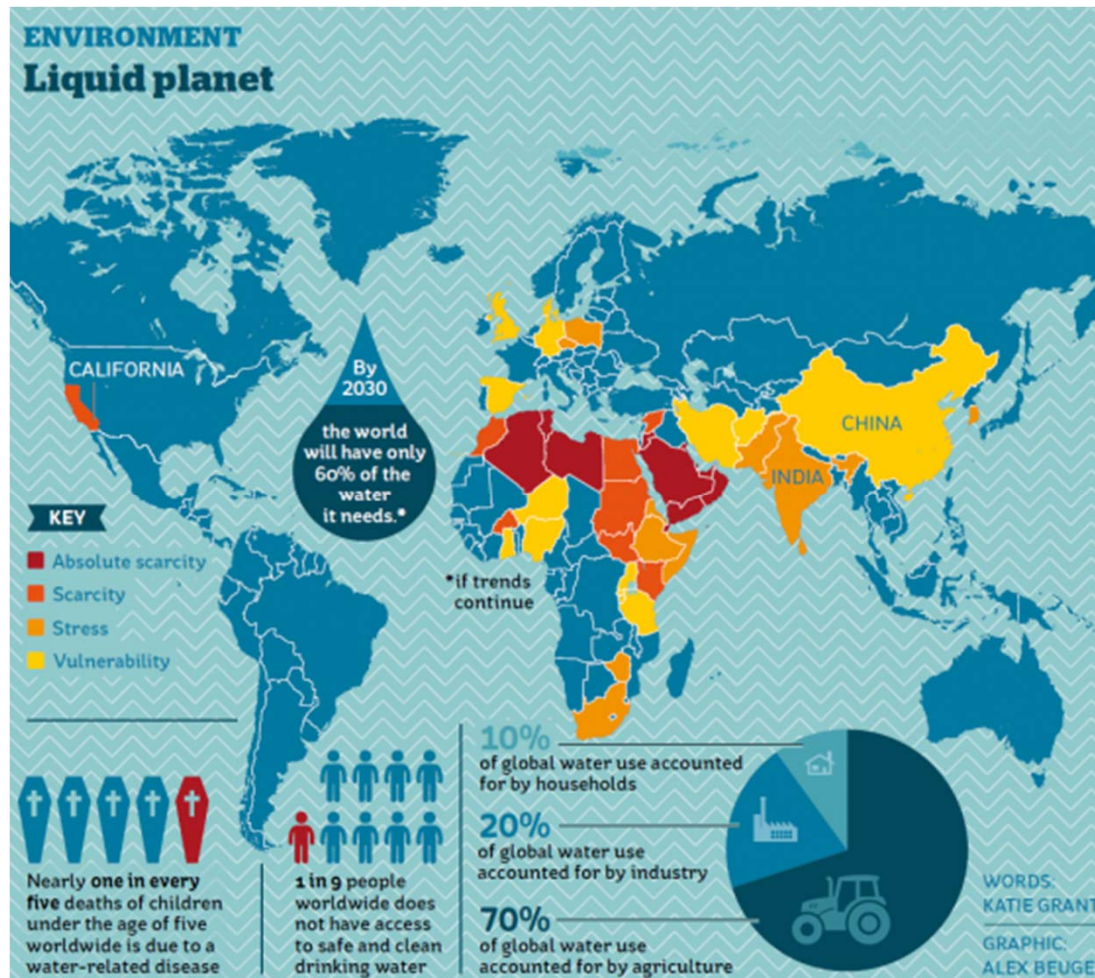 ENVIRONMENT
Liquid planet
CALIFORNIA
By
2030
the world
will have only
60% of the
water
it needs.*
CHINA
INDIA
KEY
Absolute scarcity
Scarcity
Stress
Vulnerability
*if trends
continue
Nearly one in every
five deaths of children
under the age of five
worldwide is due to a
water-related disease
1 in 9 people
worldwide does
not have access
to safe and clean
drinking water
10%
of global water use accounted
for by households
20%
of global water use
accounted for by industry
70%
of global water use
accounted for by agriculture
WORDS:
KATIE GRANT
GRAPHIC:
ALEX BEUGE